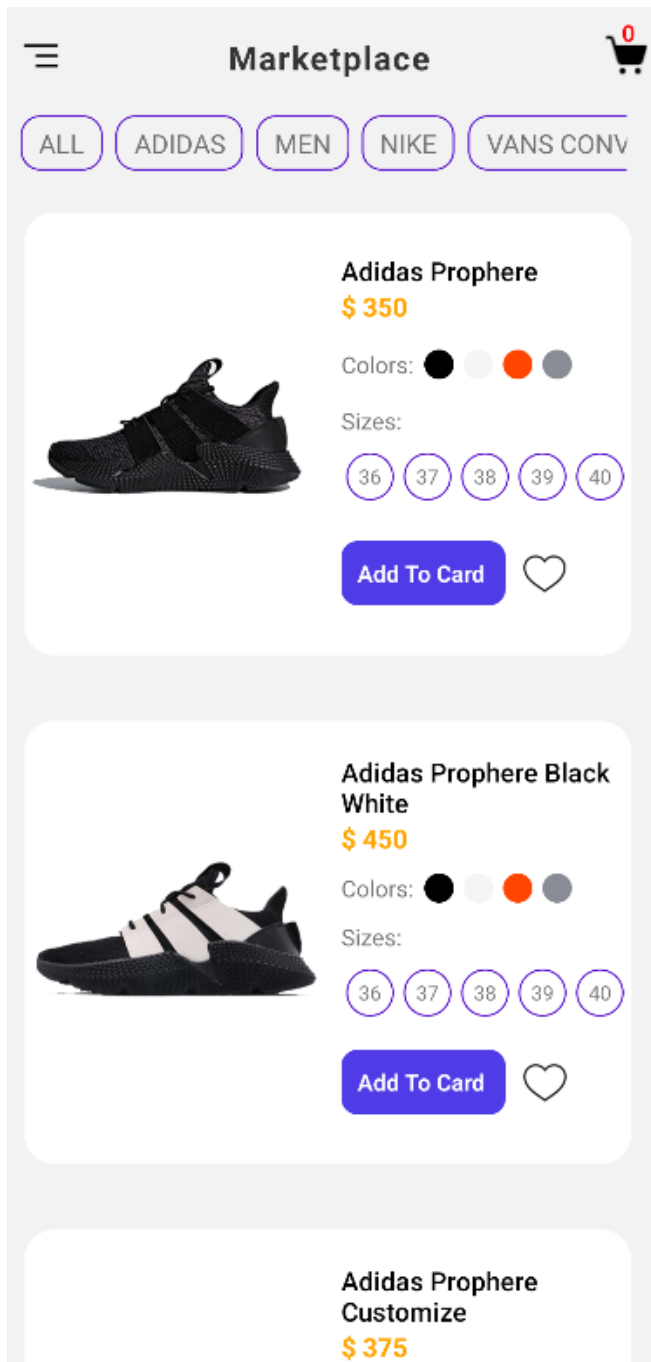 0
Marketplace
ALL ADIDAS MEN NIKE VANS CONV
Adidas Prophere
$ 350
Colors:
Sizes:
36 37 38 39 40
Add To Card
Adidas Prophere Black
White
$ 450
Colors:
Sizes:
36 37 38 39 40
Add To Card
Adidas Prophere
Customize
$ 375